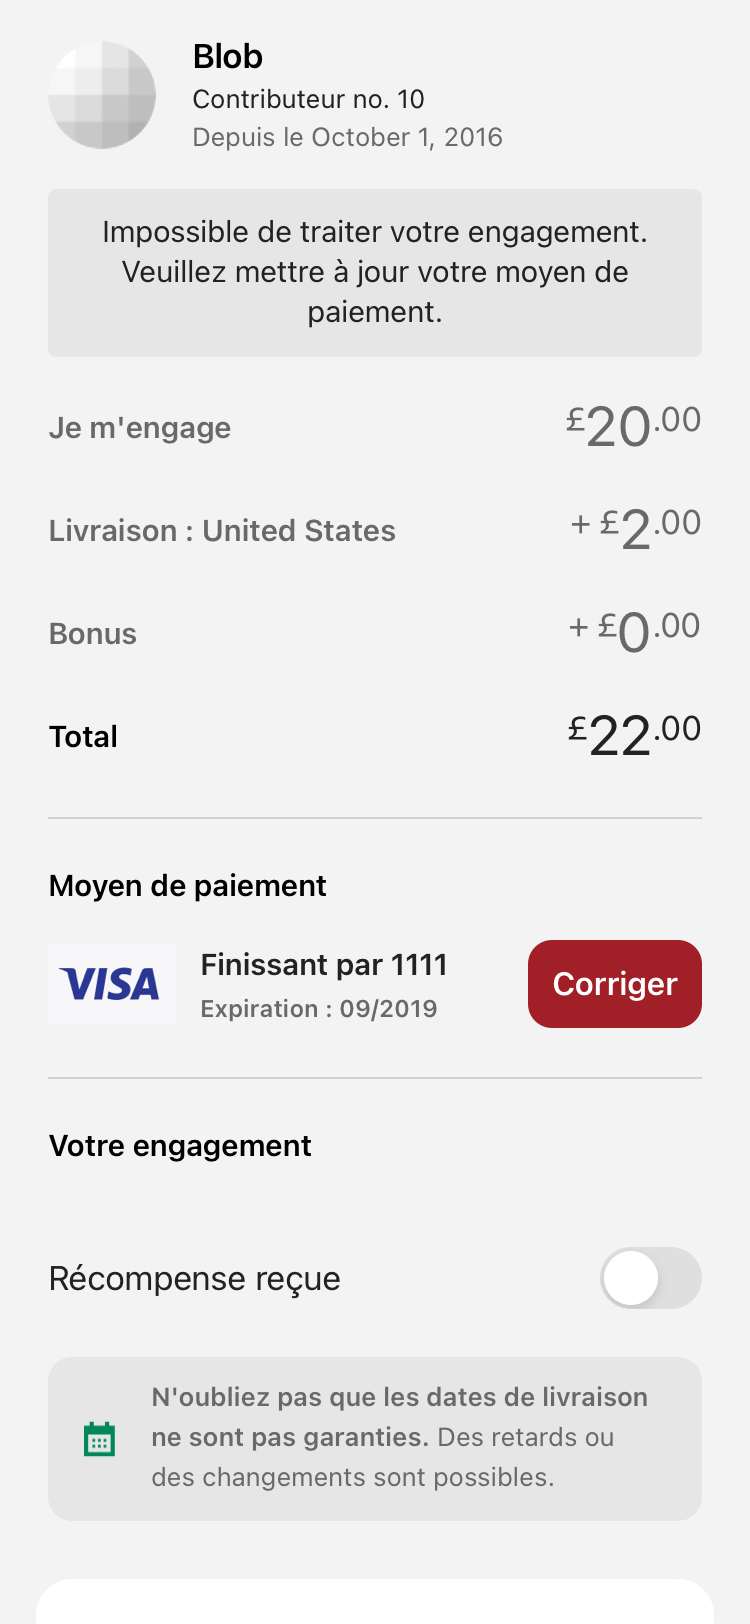 Blob
Contributeur no. 10
Depuis le October 1, 2016
Impossible de traiter votre engagement.
Veuillez mettre à jour votre moyen de
paiement.
Je m'engage £20.00
Livraison : United States + £2.00
Bonus + £0.00
Total £22.00
Moyen de paiement
VISA
Finissant par 1111
Expiration : 09/2019
Corriger
Votre engagement
Récompense reçue
N'oubliez pas que les dates de livraison
ne sont pas garanties. Des retards ou
des changements sont possibles.